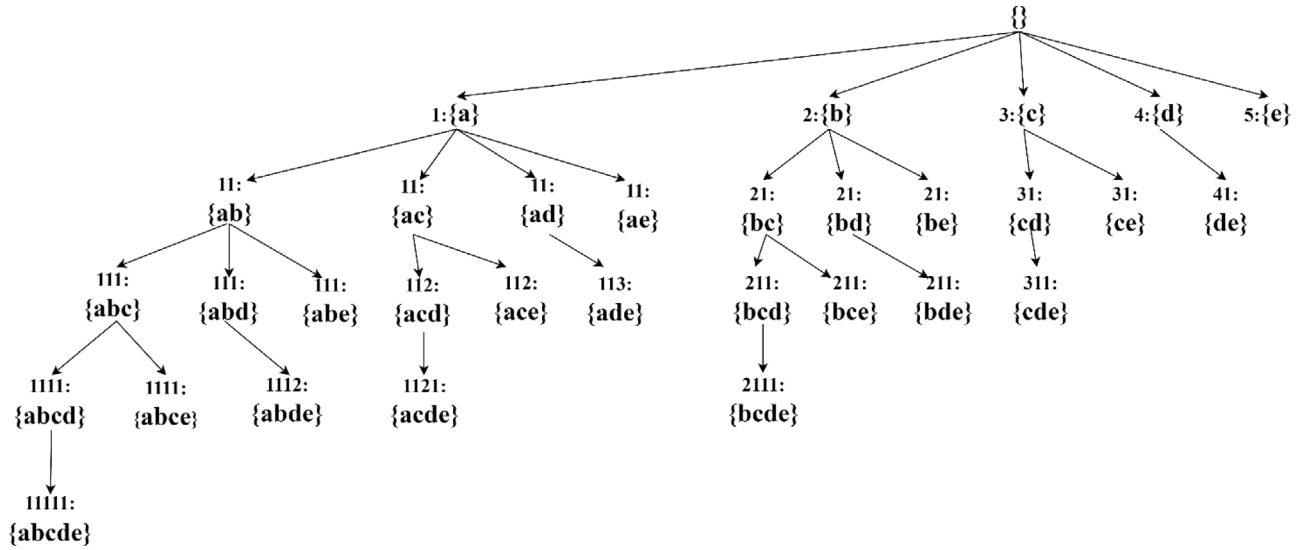 {}
1:{a}
2:{b}
3:{c}
4:{d}
5:{e}
11:
{ab}
11:
{ac}
11:
{ad}
11:
{ae}
21:
{bc}
21:
{bd}
21:
{be}
31:
{cd}
31:
{ce}
41:
{de}
111:
{abc}
111:
{abd}
111:
{abe}
112:
{acd}
112:
{ace}
113:
{ade}
211:
{bcd}
211:
{bce}
211:
{bde}
311:
{cde}
1111:
{abcd}
1111:
{abce}
1112:
{abde}
1121:
{acde}
2111:
{bcde}
11111:
{abcde}